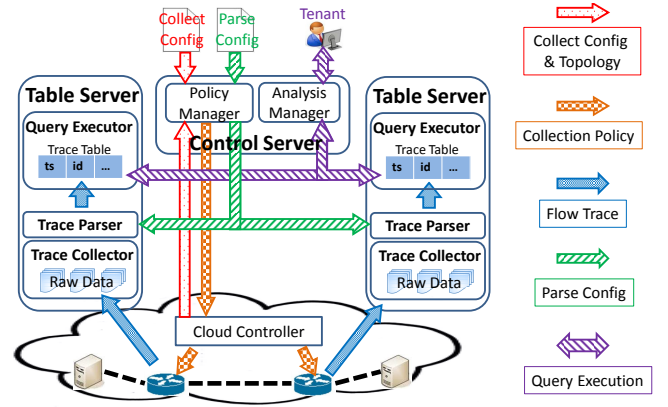 Collect
Config
Parse
Config
Tenant
Collect Config
& Topology
Table Server
Policy
Manager
Analysis
Manager
Control Server
Table Server
Query Executor
Trace Table
ts id ...
Query Executor
Trace Table
ts id ...
Collection Policy
Trace Parser
Trace Parser
Flow Trace
Trace Collector
Raw Data
Trace Collector
Raw Data
Parse Config
Cloud Controller
Query Execution